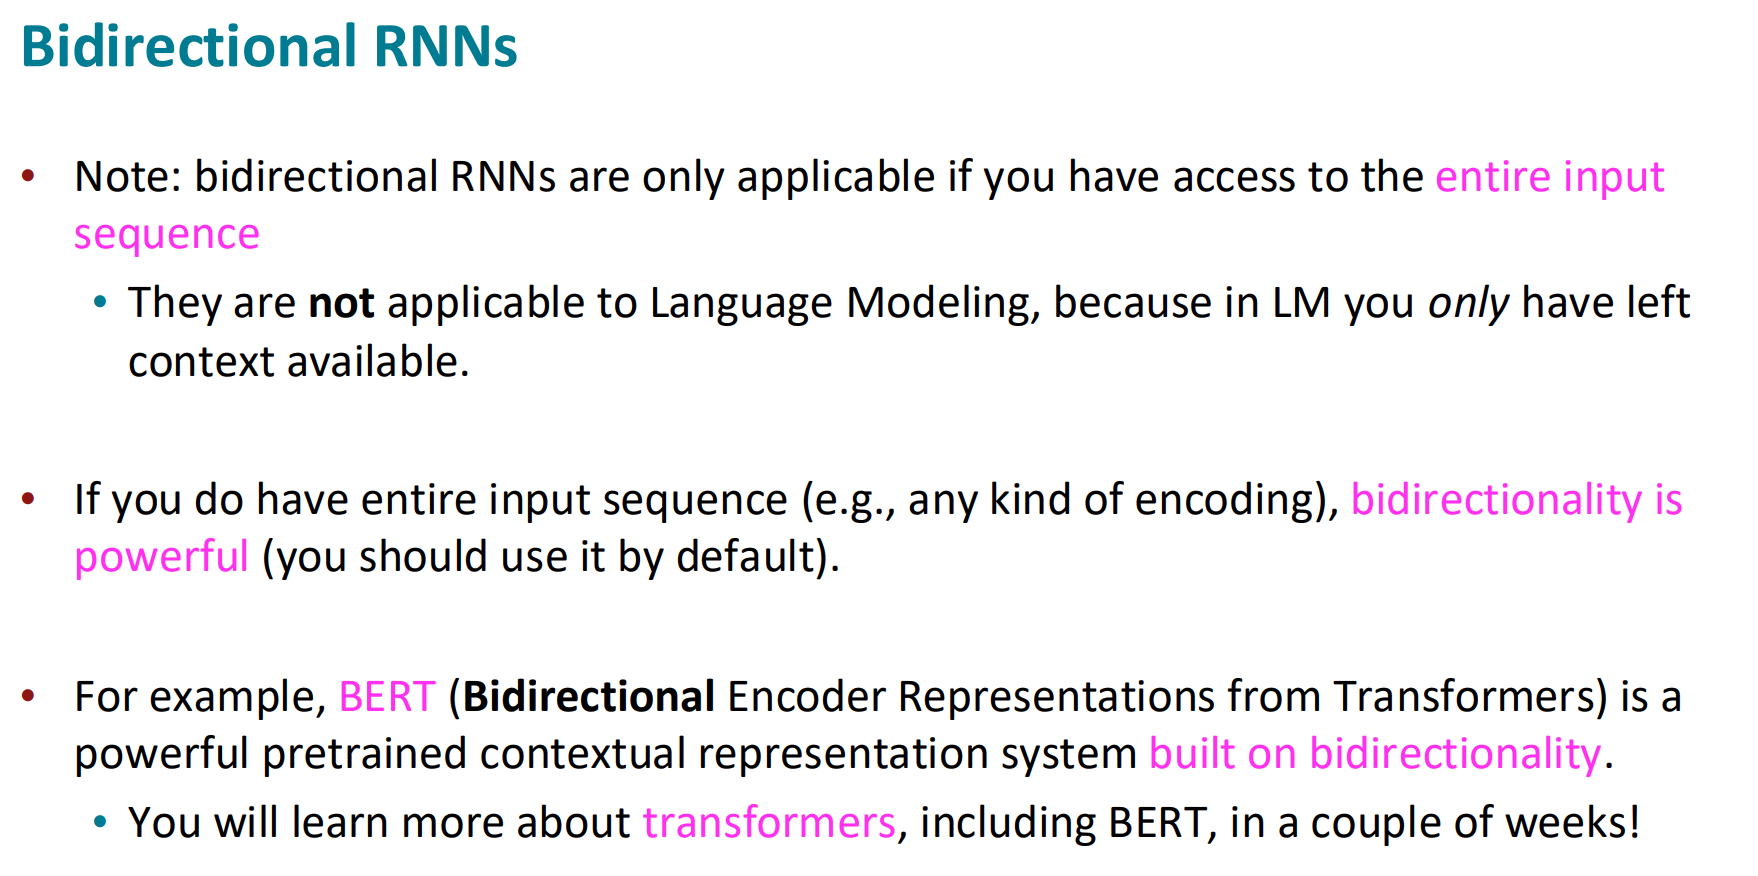 Bidirectional RNNs
• Note: bidirectional RNNs are only applicable if you have access to the entire input
sequence
• They are not applicable to Language Modeling, because in LM you only have left
context available.
• If you do have entire input sequence (e.g., any kind of encoding), bidirectionality is
powerful (you should use it by default).
• For example, BERT (Bidirectional Encoder Representations from Transformers) is a
powerful pretrained contextual representation system built on bidirectionality.
• You will learn more about transformers, including BERT, in a couple of weeks!